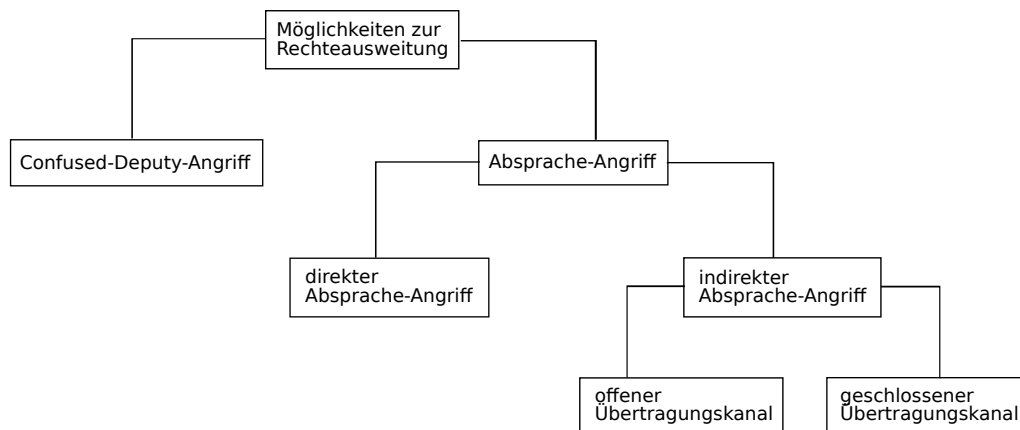 Möglichkeiten zur
Rechteausweitung
Confused-Deputy-Angriff
Absprache-Angriff
direkter
Absprache-Angriff
indirekter
Absprache-Angriff
offener
Übertragungskanal
geschlossener
Übertragungskanal